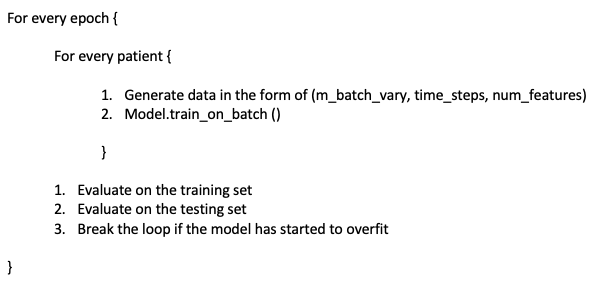 For every epoch {
For every patient {
1. Generate data in the form of (m_batch_vary, time_steps, num_features)
2. Model.train_on_batch ()
}
1. Evaluate on the training set
2. Evaluate on the testing set
3. Break the loop if the model has started to overfit
}